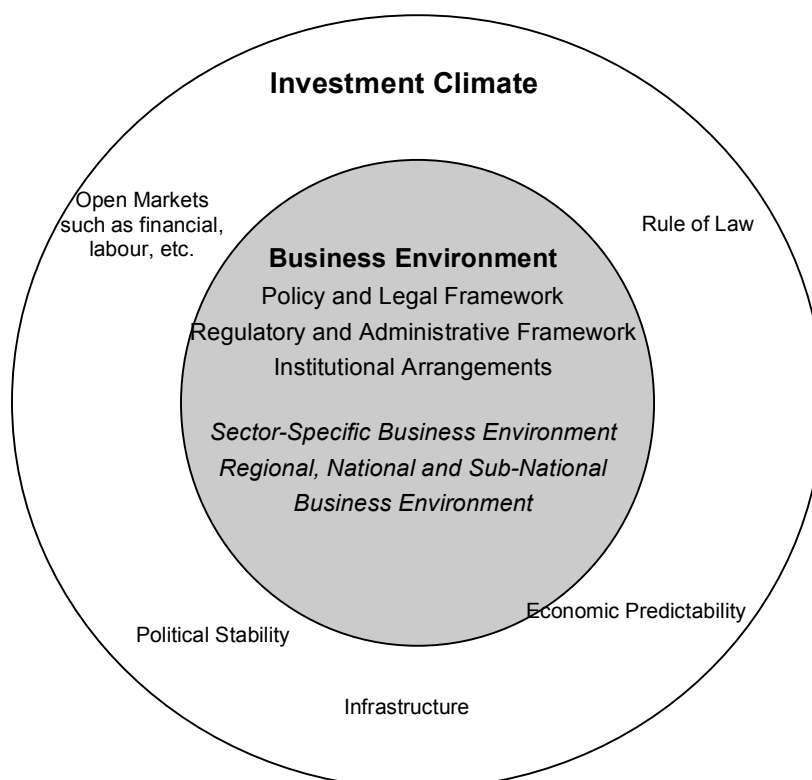 Investment Climate
Open Markets
such as financial,
labour, etc.
Rule of Law
Business Environment
Policy and Legal Framework
Regulatory and Administrative Framework
Institutional Arrangements
Sector-Specific Business Environment
Regional, National and Sub-National
Business Environment
Economic Predictability
Political Stability
Infrastructure